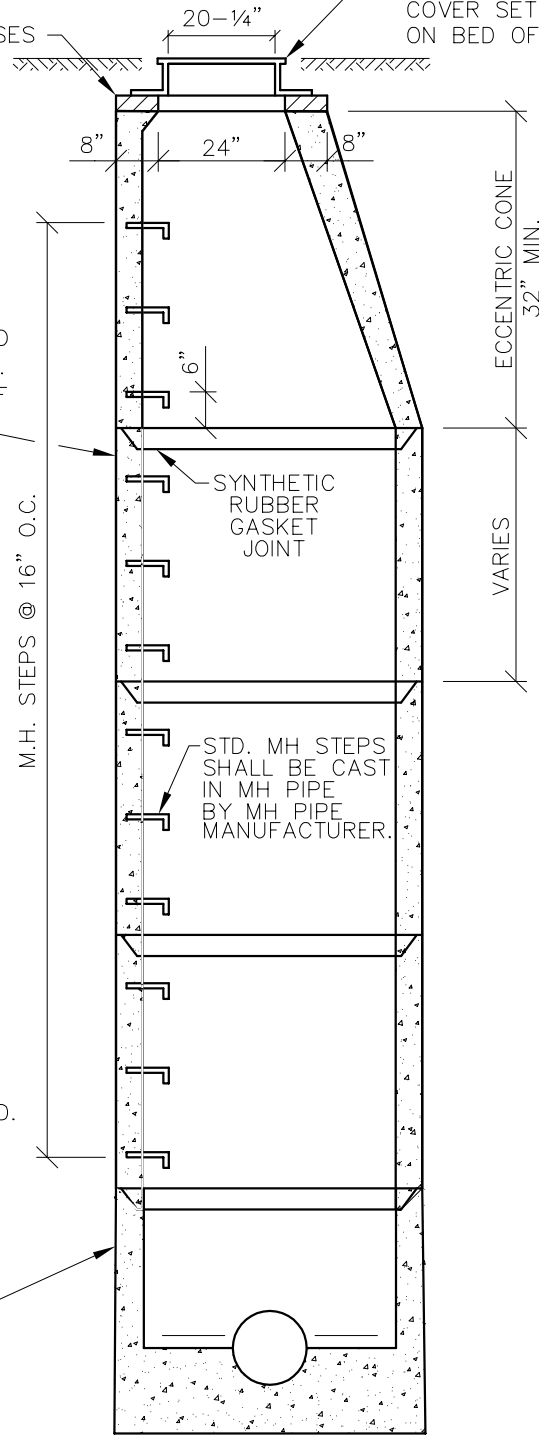 20-¼"
COVER SET
ON BED OF
8"
24"
8"
ECCENTRIC CONE
32" MIN.
6"
SYNTHETIC
RUBBER
GASKET
JOINT
VARIES
M.H. STEPS @ 16" O.C.
STD. MH STEPS
SHALL BE CAST
IN MH PIPE
BY MH PIPE
MANUFACTURER.